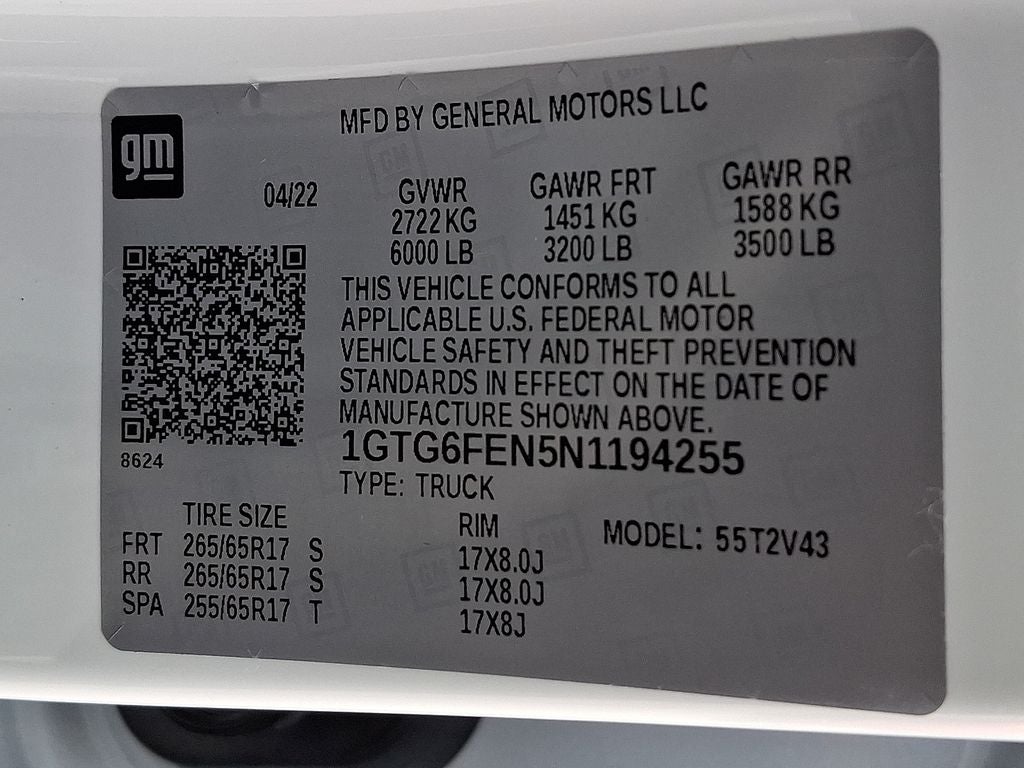 MFD BY GENERAL MOTORS LLC
gm
04/22
GVWR GAWR FRT GAWR RR
2722 KG 1451 KG 1588 KG
6000 LB 3200 LB 3500 LB
THIS VEHICLE CONFORMS TO ALL
APPLICABLE U.S. FEDERAL MOTOR
VEHICLE SAFETY AND THEFT PREVENTION
STANDARDS IN EFFECT ON THE DATE OF
MANUFACTURE SHOWN ABOVE.
8624
1GTG6FEN5N1194255
TYPE: TRUCK
TIRE SIZE RIM MODEL: 55T2V43
FRT 265/65R17 S 17X8.0J
RR 265/65R17 S 17X8.0J
SPA 255/65R17 T 17X8J